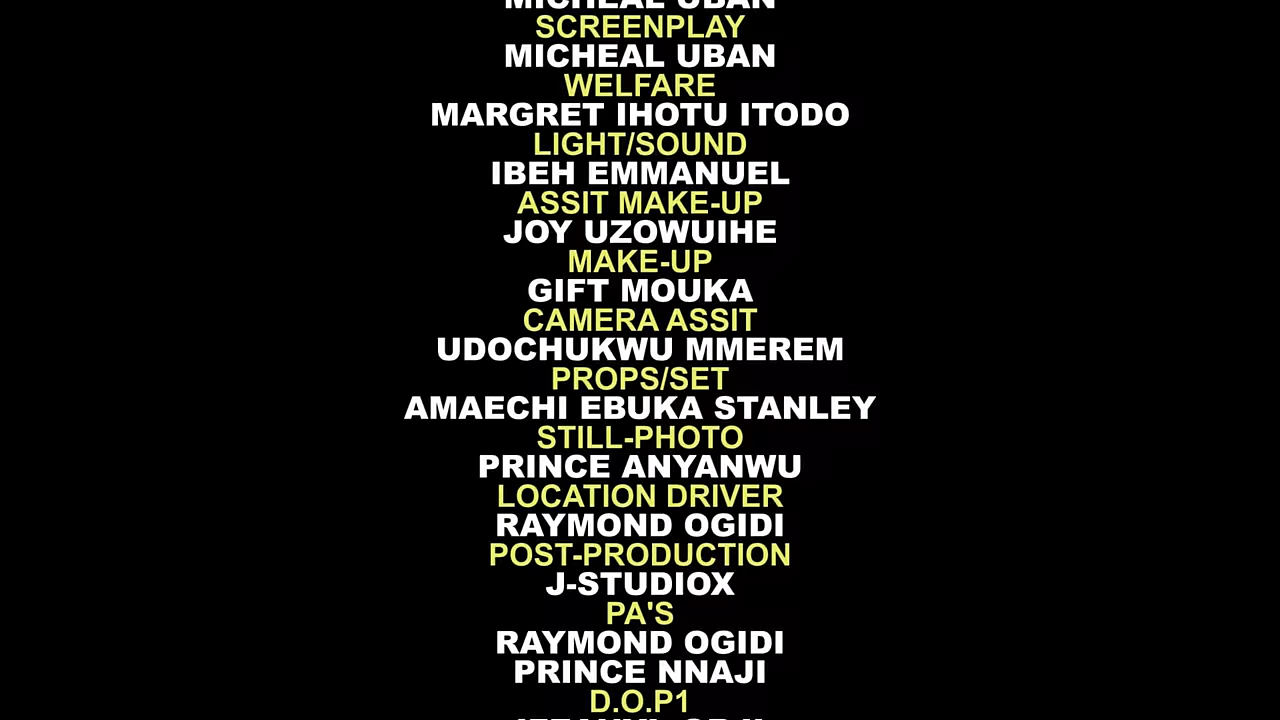 MICHEAL UBAN
SCREENPLAY
MICHEAL UBAN
WELFARE
MARGRET IHOTU ITODO
LIGHT/SOUND
IBEH EMMANUEL
ASSIT MAKE-UP
JOY UZOWUIHE
MAKE-UP
GIFT MOUKA
CAMERA ASSIT
UDOCHUKWU MMEREM
PROPS/SET
AMAECHI EBUKA STANLEY
STILL-PHOTO
PRINCE ANYANWU
LOCATION DRIVER
RAYMOND OGIDI
POST-PRODUCTION
J-STUDIOX
PA'S
RAYMOND OGIDI
PRINCE NNAJI
D.O.P1